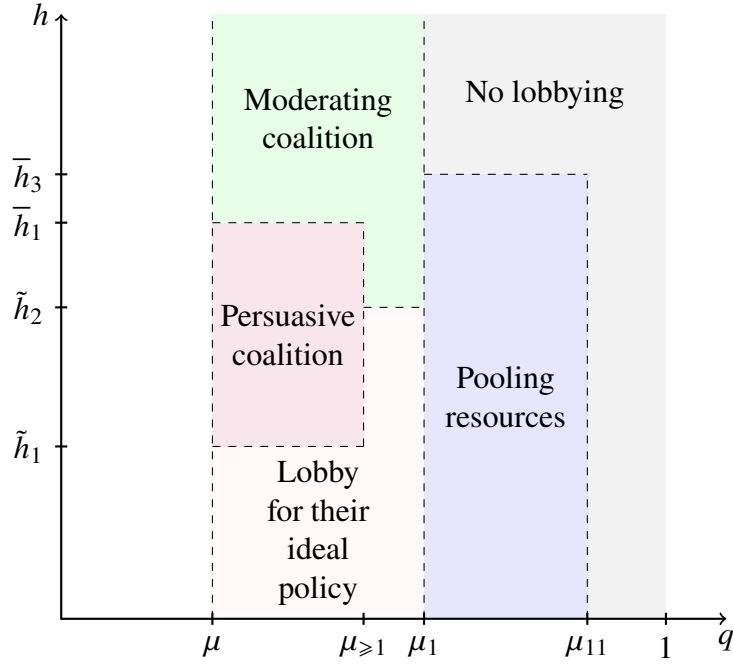 h
Moderating
coalition
No lobbying
h̅₃
h̅₁
h̃₂
Persuasive
coalition
Pooling
resources
h̃₁
Lobby
for their
ideal
policy
μ
μ⩾₁
μ₁
μ₁₁
1
q